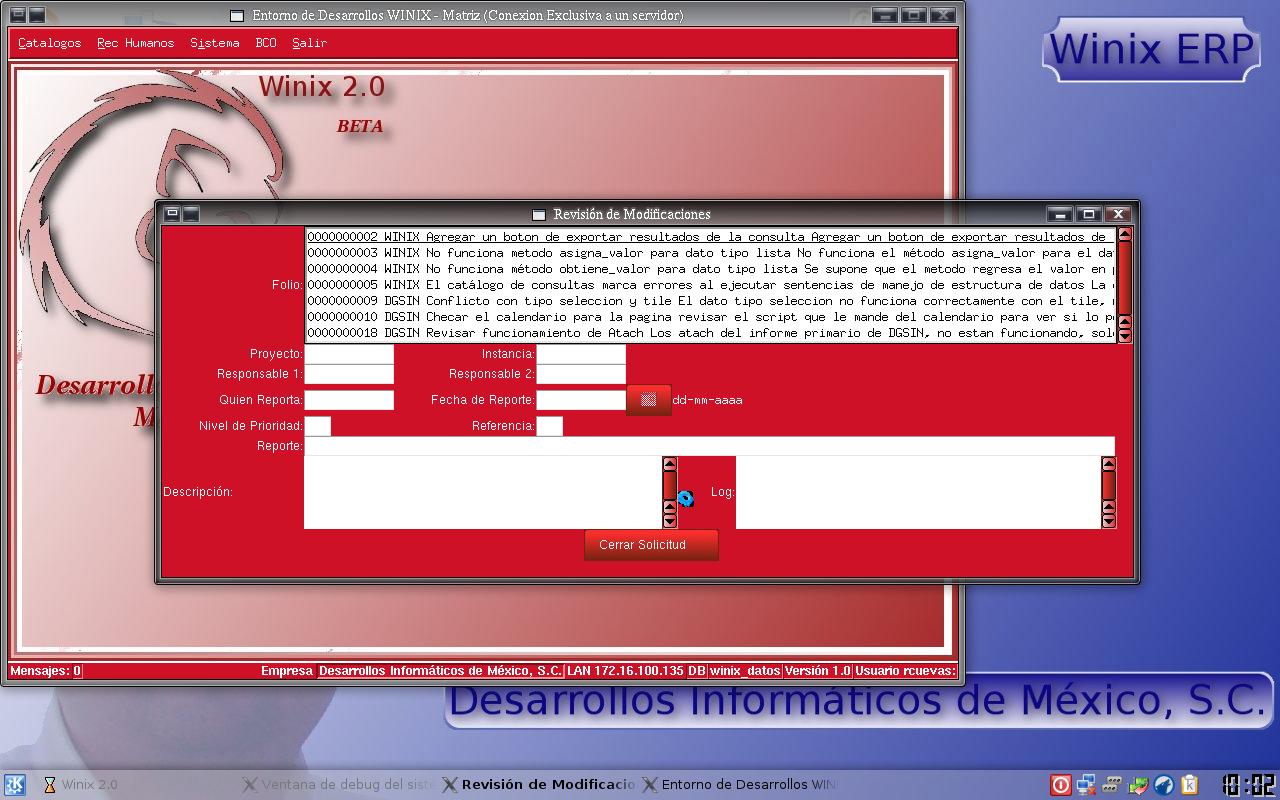 Entorno de Desarrollos WINIX - Matriz (Conexion Exclusiva a un servidor)
Catalogos Rec Humanos Sistema BCO Salir
Winix ERP
Winix 2.0
BETA
Desarroll
M
Revisión de Modificaciones
Folio:
0000000002 WINIX Agregar un boton de exportar resultados de la consulta Agregar un boton de exportar resultados de
0000000003 WINIX No funciona metodo asigna_valor para dato tipo lista No funciona el método asigna_valor para el da
0000000004 WINIX No funciona método obtiene_valor para dato tipo lista Se supone que el metodo regresa el valor en
0000000005 WINIX El catálogo de consultas marca errores al ejecutar sentencias de manejo de estructura de datos La
0000000009 DGSIN Conflicto con tipo seleccion y tile El dato tipo seleccion no funciona correctamente con el tile,
0000000010 DGSIN Checar el calendario para la pagina revisar el script que le mande del calendario para ver si lo
0000000018 DGSIN Revisar funcionamiento de Atach Los atach del informe primario de DGSIN, no estan funcionando, sol
Proyecto: Instancia:
Responsable 1: Responsable 2:
Quien Reporta: Fecha de Reporte: dd-mm-aaaa
Nivel de Prioridad: Referencia:
Reporte:
Descripción: Log:
Cerrar Solicitud
Mensajes: 0 Empresa Desarrollos Informáticos de México, S.C. LAN 172.16.100.135 DB winix_datos Versión 1.0 Usuario rcuevas:
Desarrollos Informáticos de México, S.C.
Winix 2.0 Ventana de debug del siste Revisión de Modificacio Entorno de Desarrollos WIN 10:02